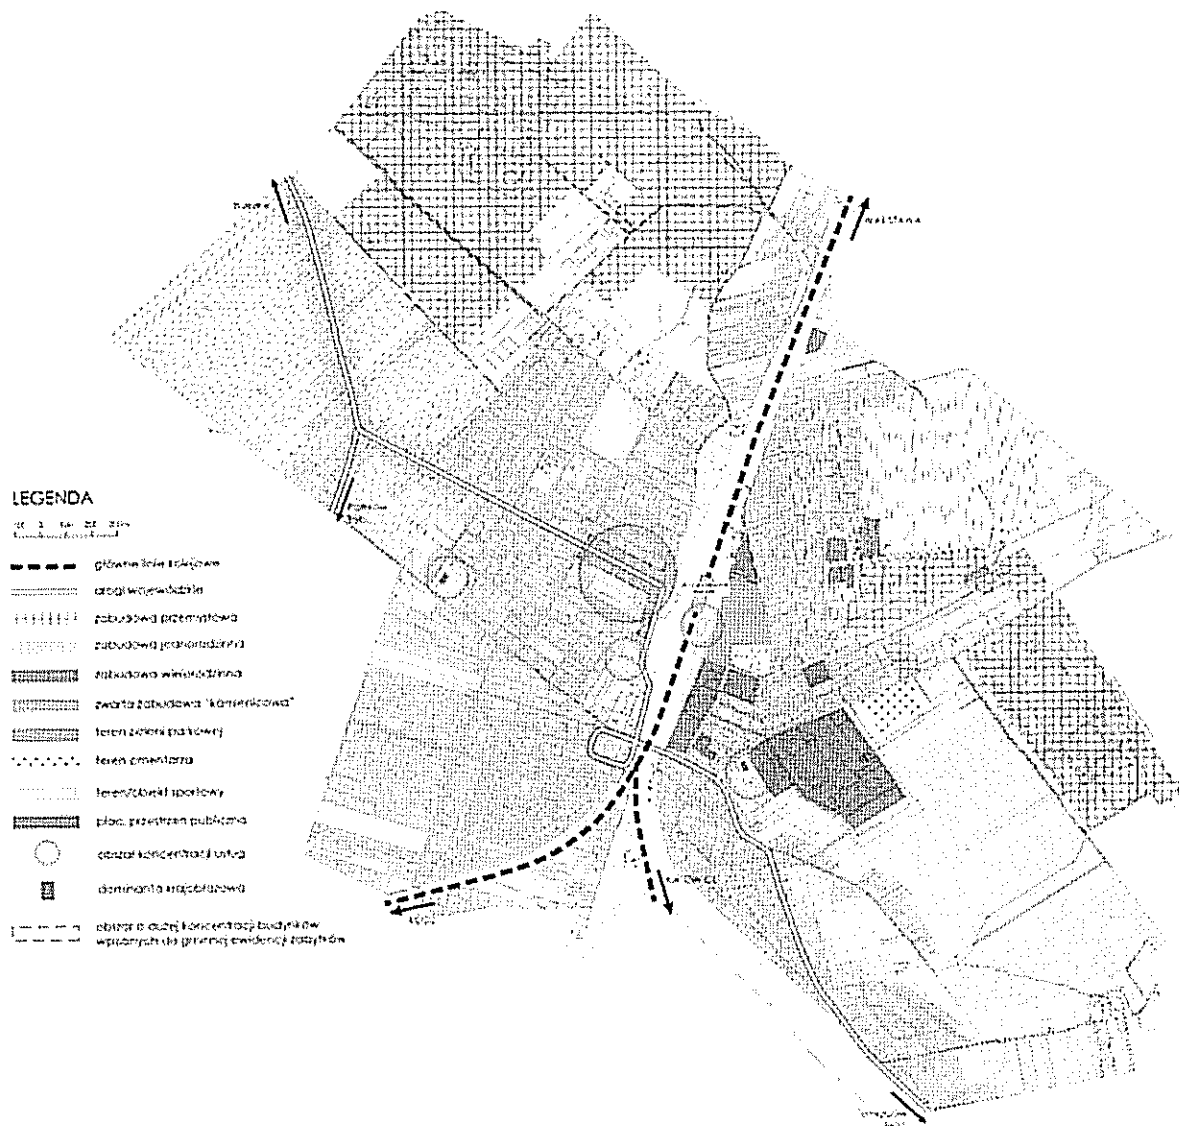 WARSZAWA
LEGENDA
główne linie kolejowe
drogi wojewódzkie
zabudowa przemysłowa
zabudowa jednorodzinna
zabudowa wielorodzinna
zwarta zabudowa "kamienicowa"
teren zieleni parkowej
teren cmentarza
teren/obiekt sportowy
plac, przestrzeń publiczna
obszar koncentracji usług
dominanta krajobrazowa
KATOWICE
obszar o dużej koncentracji budynków
wpisanych do gminnej ewidencji zabytków